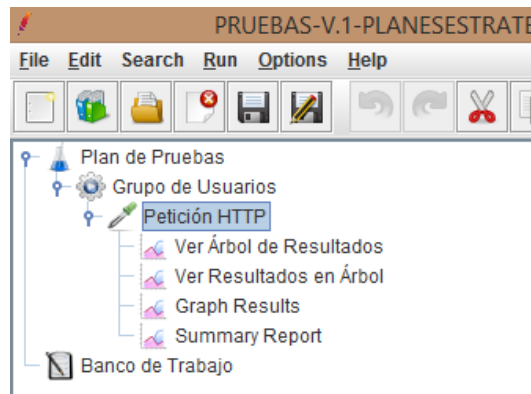 PRUEBAS-V.1-PLANESESTRATE
File Edit Search Run Options Help
Plan de Pruebas
Grupo de Usuarios
Petición HTTP
Ver Árbol de Resultados
Ver Resultados en Árbol
Graph Results
Summary Report
Banco de Trabajo